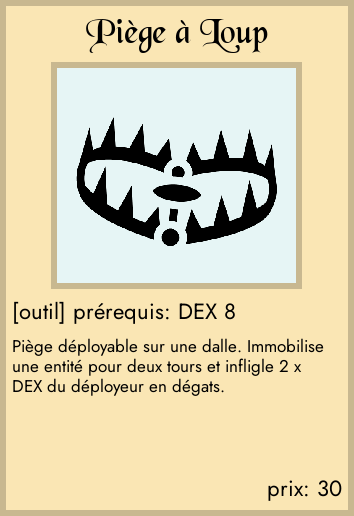 Piège à Loup
[outil] prérequis: DEX 8
Piège déployable sur une dalle. Immobilise
une entité pour deux tours et infligle 2 x
DEX du déployeur en dégats.
prix: 30